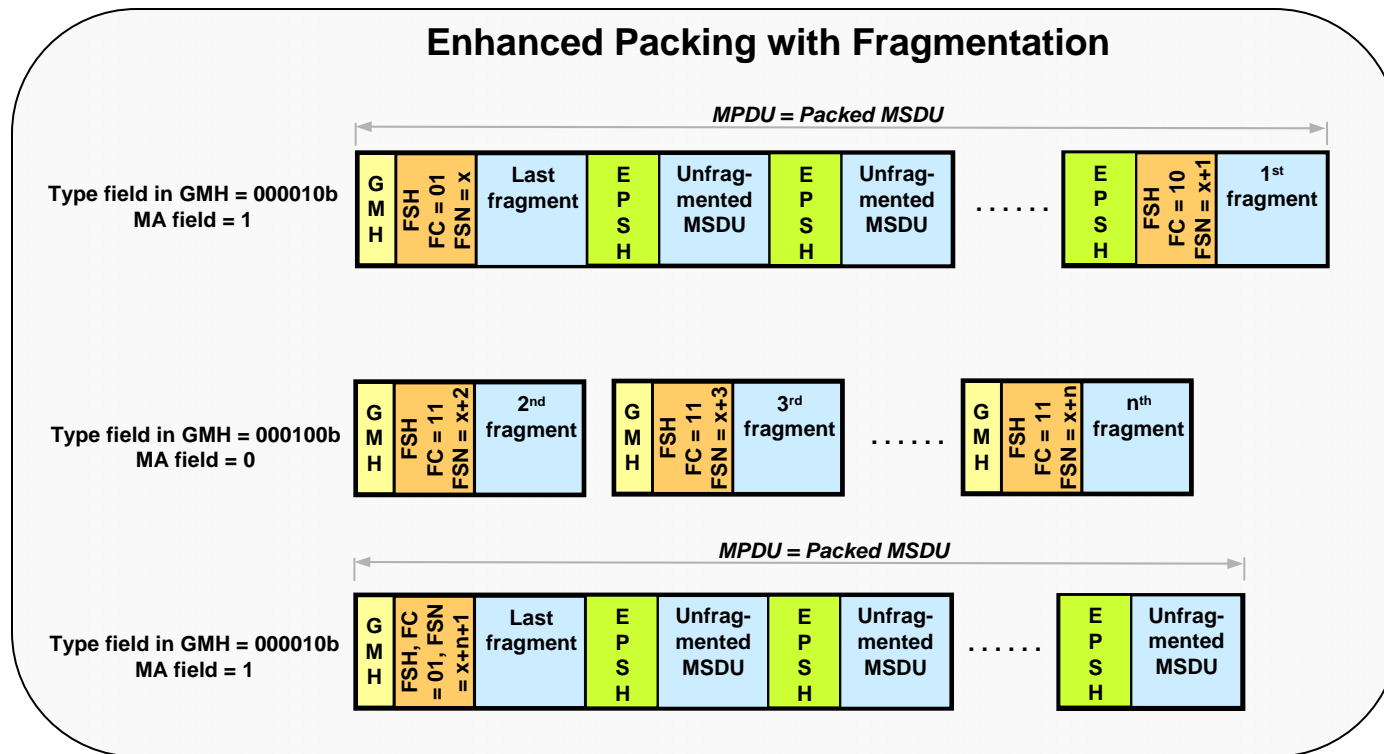 Enhanced Packing with Fragmentation
MPDU = Packed MSDU
Type field in GMH = 000010b
MA field = 1
G
M
H
FSH
FC = 01
FSN = x
Last
fragment
E
P
S
H
Unfrag-
mented
MSDU
E
P
S
H
Unfrag-
mented
MSDU
. . . . . .
E
P
S
H
FSH
FC = 10
FSN = x+1
1st
fragment
Type field in GMH = 000100b
MA field = 0
G
M
H
FSH
FC = 11
FSN = x+2
2nd
fragment
G
M
H
FSH
FC = 11
FSN = x+3
3rd
fragment
. . . . . .
G
M
H
FSH
FC = 11
FSN = x+n
nth
fragment
MPDU = Packed MSDU
Type field in GMH = 000010b
MA field = 1
G
M
H
FSH, FC
= 01, FSN
= x+n+1
Last
fragment
E
P
S
H
Unfrag-
mented
MSDU
E
P
S
H
Unfrag-
mented
MSDU
. . . . . .
E
P
S
H
Unfrag-
mented
MSDU